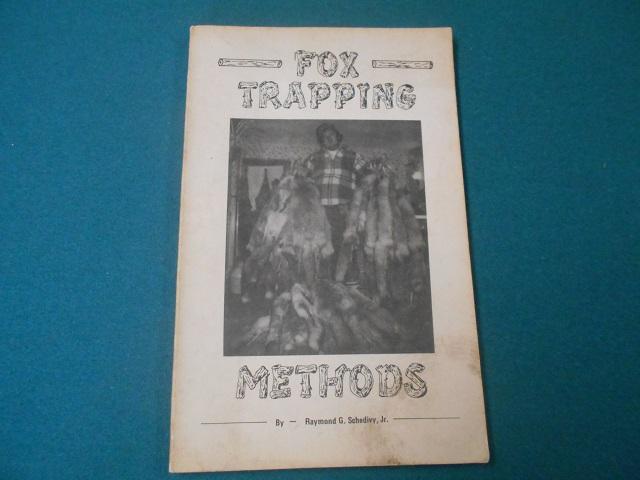 FOX
TRAPPING
METHODS
By — Raymond G. Schedivy, Jr.